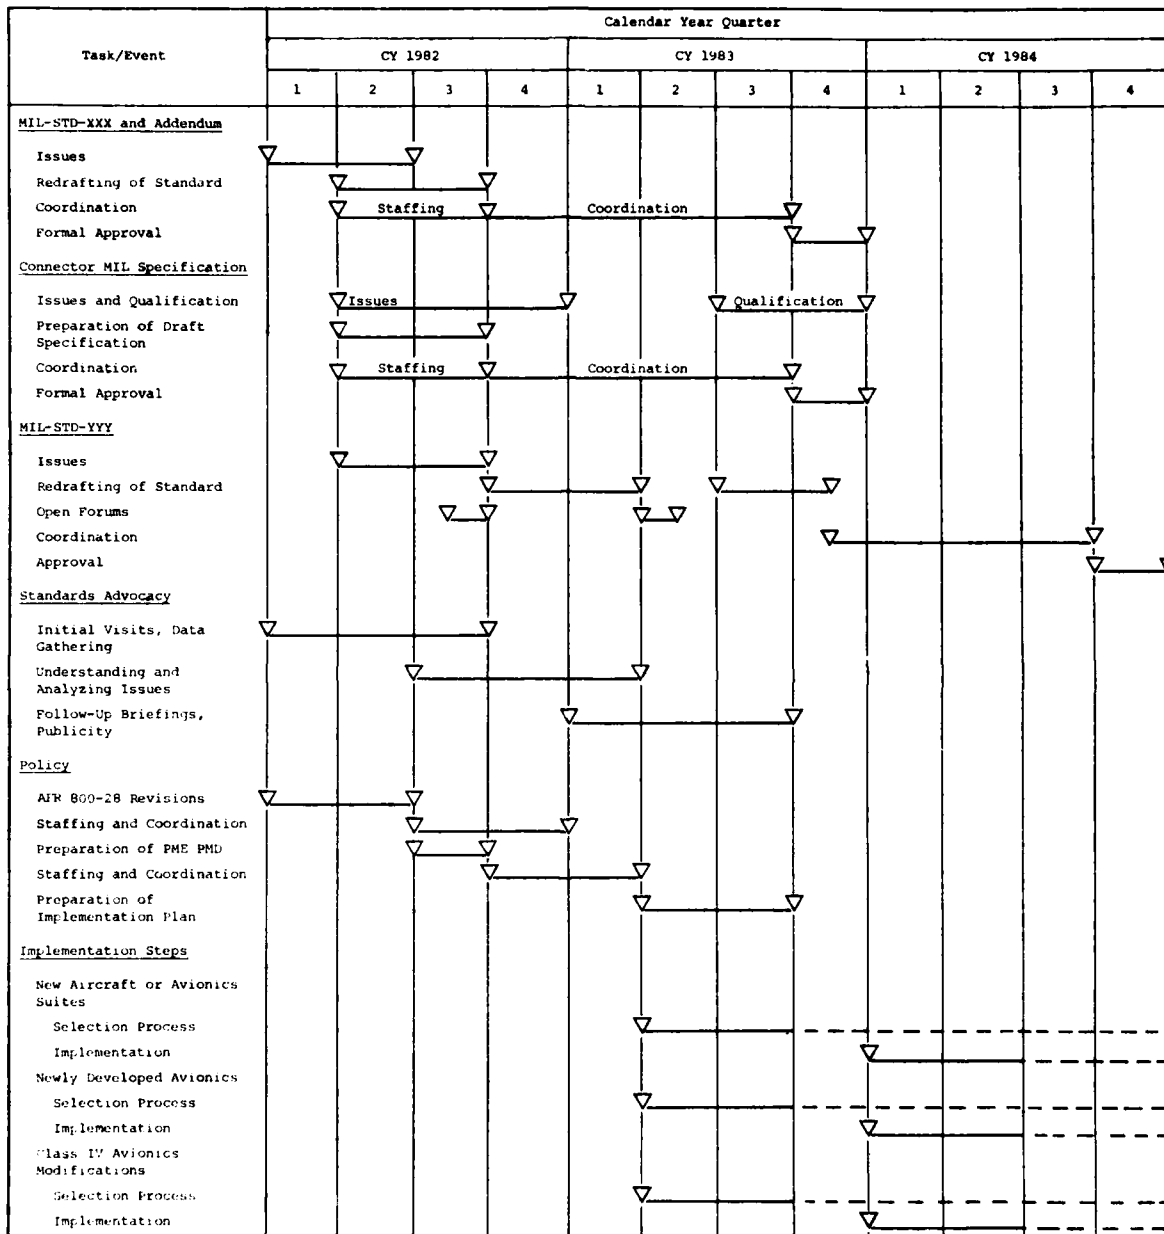 Calendar Year Quarter
Task/Event
CY 1982 CY 1983 CY 1984
1 2 3 4 1 2 3 4 1 2 3 4
MIL-STD-XXX and Addendum
Issues
Redrafting of Standard
Coordination Staffing Coordination
Formal Approval
Connector MIL Specification
Issues and Qualification Issues Qualification
Preparation of Draft
Specification
Coordination Staffing Coordination
Formal Approval
MIL-STD-YYY
Issues
Redrafting of Standard
Open Forums
Coordination
Approval
Standards Advocacy
Initial Visits, Data
Gathering
Understanding and
Analyzing Issues
Follow-Up Briefings,
Publicity
Policy
AFR 800-28 Revisions
Staffing and Coordination
Preparation of PME PMD
Staffing and Coordination
Preparation of
Implementation Plan
Implementation Steps
New Aircraft or Avionics
Suites
Selection Process
Implementation
Newly Developed Avionics
Selection Process
Implementation
Class IV Avionics
Modifications
Selection Process
Implementation